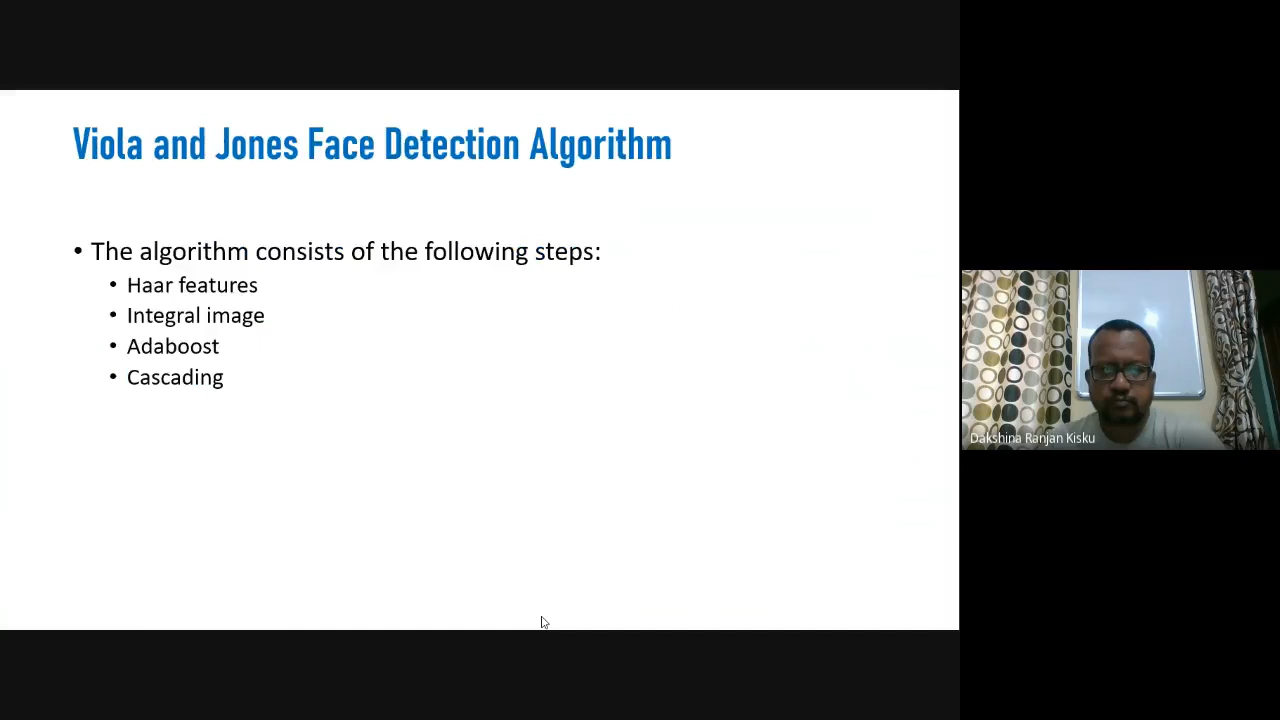 Viola and Jones Face Detection Algorithm
• The algorithm consists of the following steps:
• Haar features
• Integral image
• Adaboost
• Cascading
Dakshina Ranjan Kisku